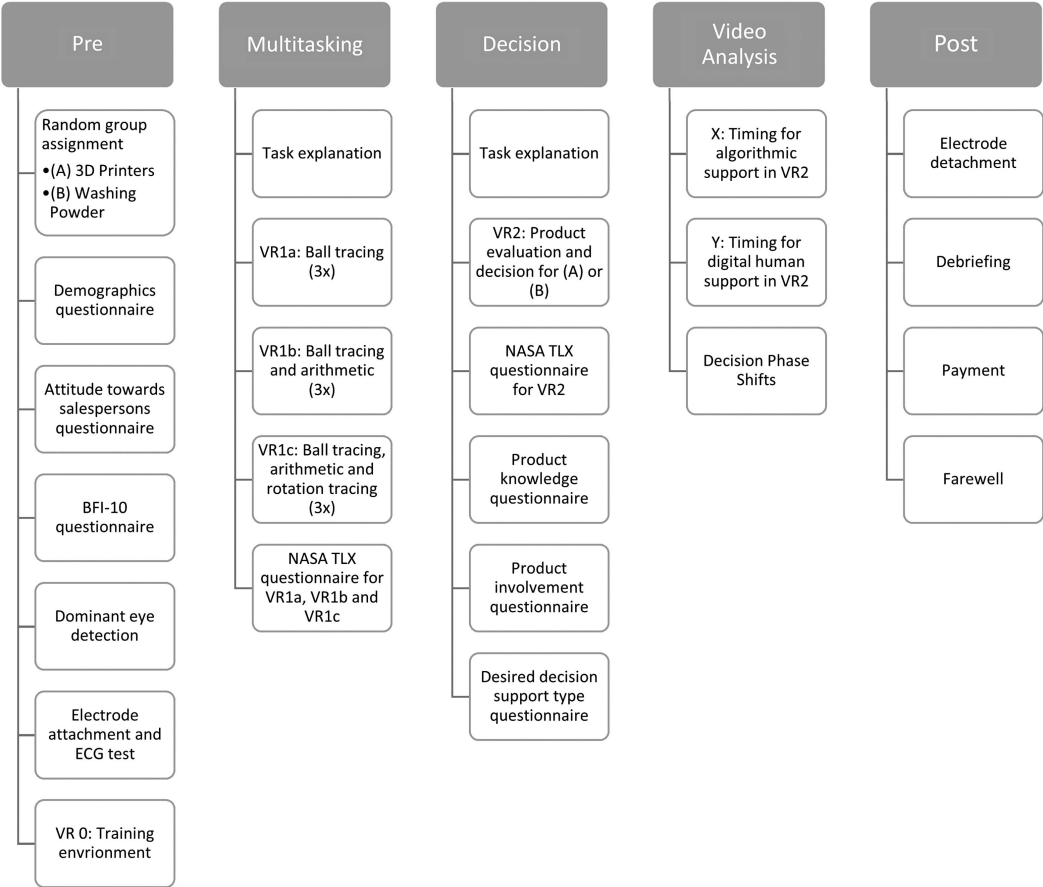 Pre
Random group
assignment
•(A) 3D Printers
•(B) Washing
Powder
Demographics
questionnaire
Attitude towards
salespersons
questionnaire
BFI-10
questionnaire
Dominant eye
detection
Electrode
attachment and
ECG test
VR 0: Training
envrionment
Multitasking
Task explanation
VR1a: Ball tracing
(3x)
VR1b: Ball tracing
and arithmetic
(3x)
VR1c: Ball tracing,
arithmetic and
rotation tracing
(3x)
NASA TLX
questionnaire for
VR1a, VR1b and
VR1c
Decision
Task explanation
VR2: Product
evaluation and
decision for (A) or
(B)
NASA TLX
questionnaire
for VR2
Product
knowledge
questionnaire
Product
involvement
questionnaire
Desired decision
support type
questionnaire
Video
Analysis
X: Timing for
algorithmic
support in VR2
Y: Timing for
digital human
support in VR2
Decision Phase
Shifts
Post
Electrode
detachment
Debriefing
Payment
Farewell